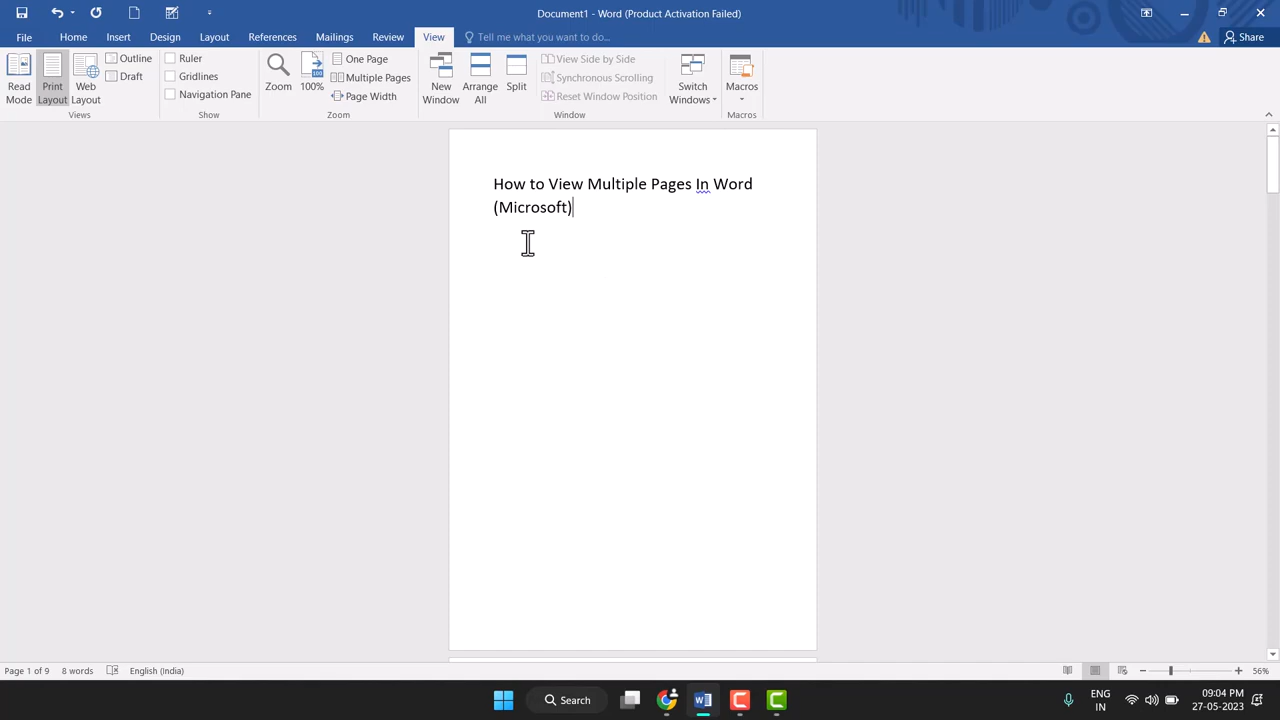 Document1 - Word (Product Activation Failed)
File Home Insert Design Layout References Mailings Review View Tell me what you want to do... Share
Read Mode
Print Layout
Web Layout
Outline
Draft
Views
Ruler
Gridlines
Navigation Pane
Show
Zoom
100
100%
One Page
Multiple Pages
Page Width
Zoom
New Window
Arrange All
Split
View Side by Side
Synchronous Scrolling
Reset Window Position
Window
Switch Windows
Macros
Macros
How to View Multiple Pages In Word
(Microsoft)
Page 1 of 9 8 words English (India) 56%
Search
ENG
IN
09:04 PM
27-05-2023